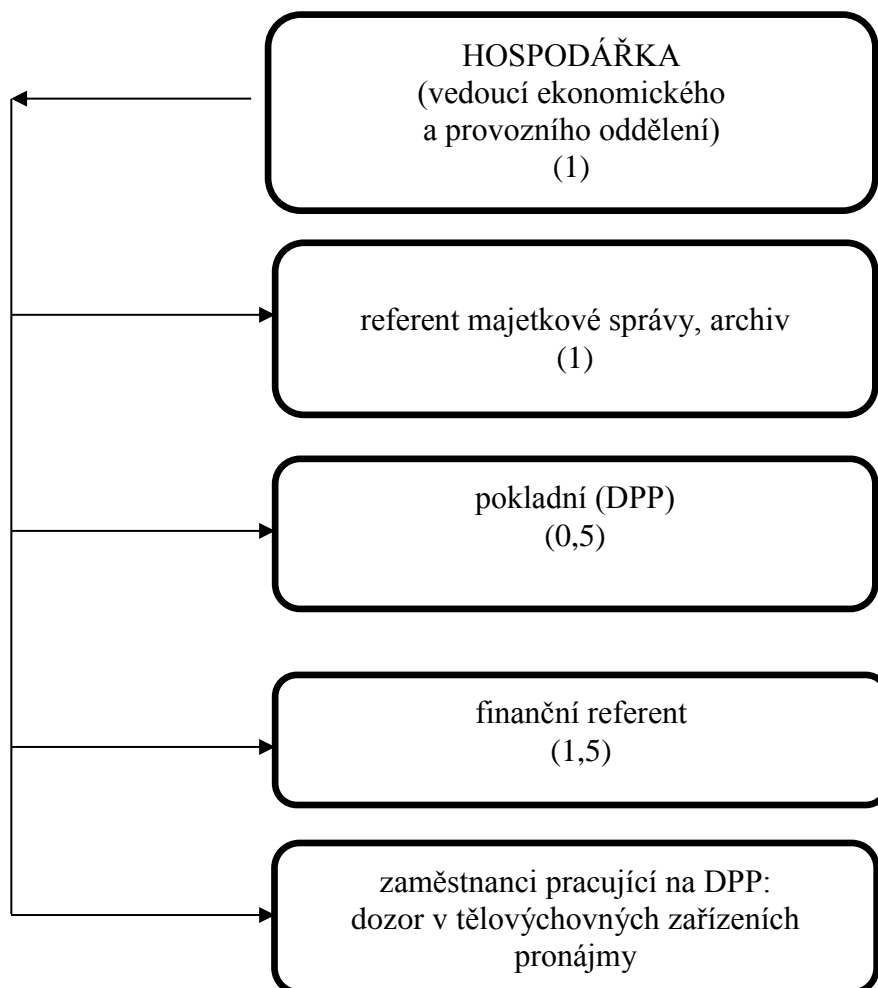 HOSPODÁŘKA
(vedoucí ekonomického
a provozního oddělení)
(1)
referent majetkové správy, archiv
(1)
pokladní (DPP)
(0,5)
finanční referent
(1,5)
zaměstnanci pracující na DPP:
dozor v tělovýchovných zařízeních
pronájmy